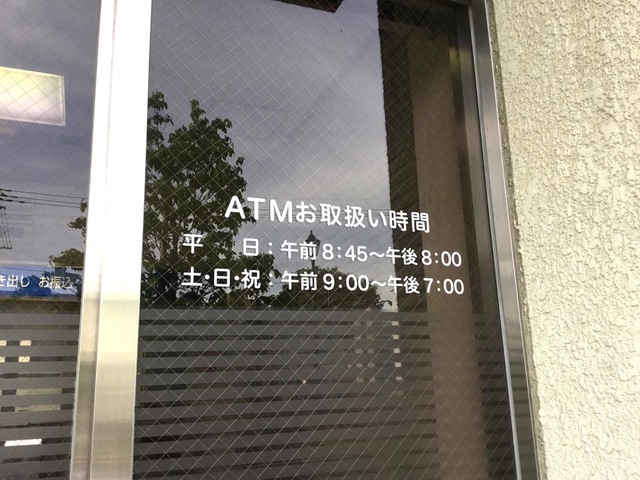 ATMお取扱い時間
平　日：午前8:45～午後8:00
土・日・祝：午前9:00～午後7:00
き出し お振込